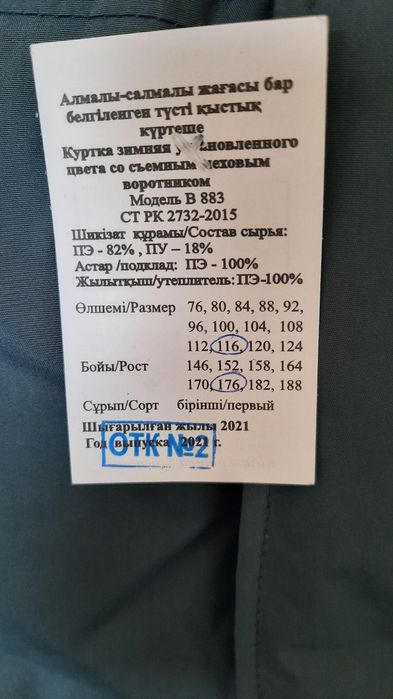 Алмалы-салмалы жағасы бар
белгіленген түсті қыстық
күртеше
Куртка зимняя установленного
цвета со съемным меховым
воротником
Модель В 883
СТ РК 2732-2015
Шикізат құрамы/Состав сырья:
ПЭ - 82% , ПУ – 18%
Астар /подклад: ПЭ - 100%
Жылытқыш/утеплитель: ПЭ-100%
Өлшемі/Размер 76, 80, 84, 88, 92,
96, 100, 104, 108
112, 116, 120, 124
Бойы/Рост 146, 152, 158, 164
170, 176, 182, 188
Сұрып/Сорт бірінші/первый
Шығарылған жылы 2021
Год выпуска 2021 г.
ОТК №2